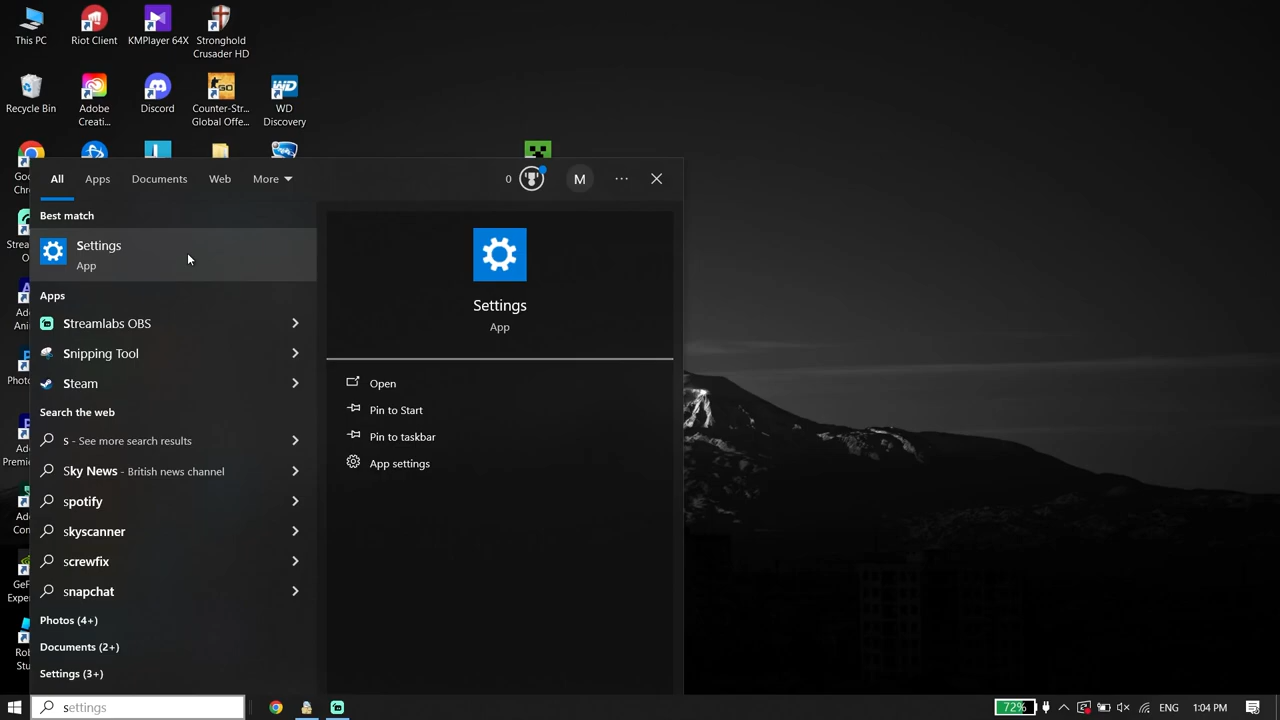 This PC
Riot Client
KMPlayer 64X
Stronghold
Crusader HD
Recycle Bin
Adobe
Creati...
Discord
Counter-Str...
Global Offe...
WD
Discovery
All
Apps
Documents
Web
More
0
M
Best match
Settings
App
Apps
Streamlabs OBS
Snipping Tool
Steam
Search the web
s - See more search results
Sky News - British news channel
spotify
skyscanner
screwfix
snapchat
Photos (4+)
Documents (2+)
Settings (3+)
Settings
App
Open
Pin to Start
Pin to taskbar
App settings
settings
72%
ENG
1:04 PM